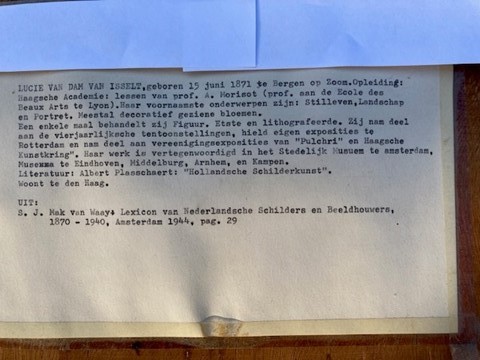 LUCIE VAN DAM VAN ISSELT,geboren 15 juni 1871 te Bergen op Zoom.Opleiding:
Haagsche Academie: lessen van prof. A. Morisot (prof. aan de Ecole des
Beaux Arts te Lyon).Haar voornaamste onderwerpen zijn: Stilleven,Landschap
en Portret. Meestal decoratief geziene bloemen.
Een enkele maal behandelt zij Figuur. Etste en lithografeerde. Zij nam deel
aan de vierjaarlijksche tentoonstellingen, hield eigen exposities te
Rotterdam en nam deel aan vereenigingsexposities van "Pulchri" en Haagsche
Kunstkring". Haar werk is vertegenwoordigd in het Stedelijk Museum te amsterdam,
Museuma te Eindhoven, Middelburg, Arnhem, en Kampen.
Literatuur: Albert Plasschaert: "Hollandsche Schilderkunst".
Woont te den Haag.
UIT:
S. J. Mak van Waay: Lexicon van Nederlandsche Schilders en Beeldhouwers,
1870 - 1940, Amsterdam 1944, pag. 29